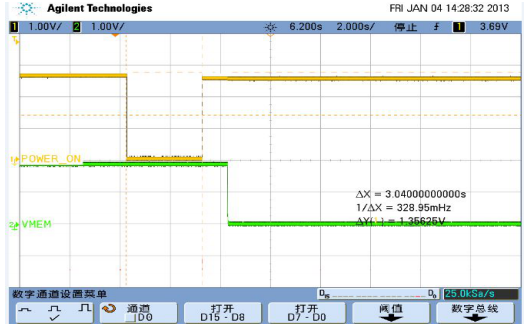 Agilent Technologies FRI JAN 04 14:28:32 2013
1 1.00V/ 2 1.00V/ 6.200s 2.000s/ 停止 1 3.69V
POWER_ON
VMEM
ΔX = 3.04000000000s
1/ΔX = 328.95mHz
ΔY(1) = 1.35625V
数字通道设置菜单 D15 D0 25.0kSa/s
通道 D0
打开 D15 - D8
打开 D7 - D0
阈值
数字总线